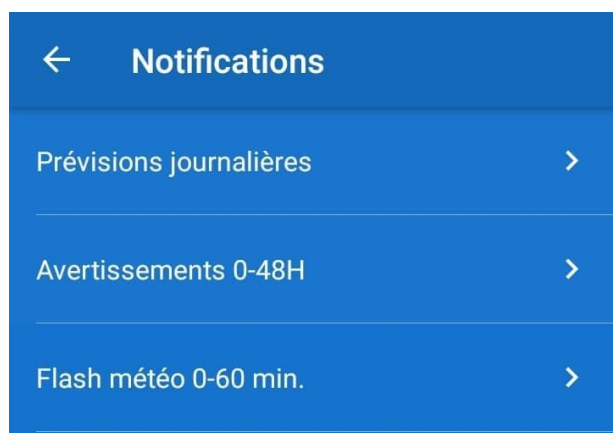 Notifications
Prévisions journalières
Avertissements 0-48H
Flash météo 0-60 min.